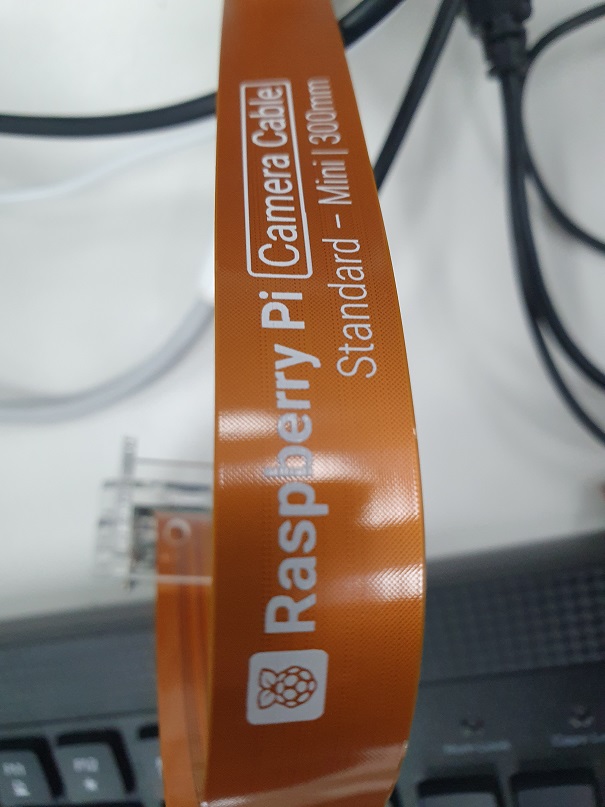 Raspberry Pi Camera Cable
Standard – Mini | 300mm